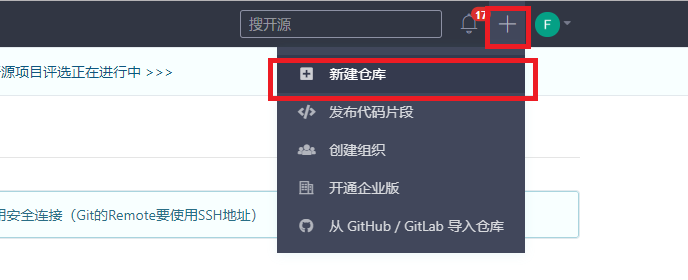 搜开源
17
F
源项目评选正在进行中 >>>
新建仓库
发布代码片段
创建组织
开通企业版
用安全连接（Git的Remote要使用SSH地址）
从 GitHub / GitLab 导入仓库